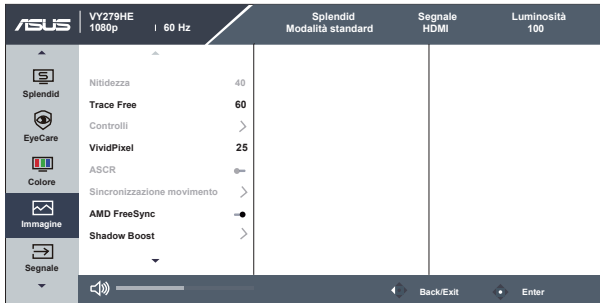 ASUS
VY279HE
1080p 60 Hz
Splendid
Modalità standard
Segnale
HDMI
Luminosità
100
Splendid
EyeCare
Colore
Immagine
Segnale
Nitidezza 40
Trace Free 60
Controlli
VividPixel 25
ASCR
Sincronizzazione movimento
AMD FreeSync
Shadow Boost
Back/Exit Enter